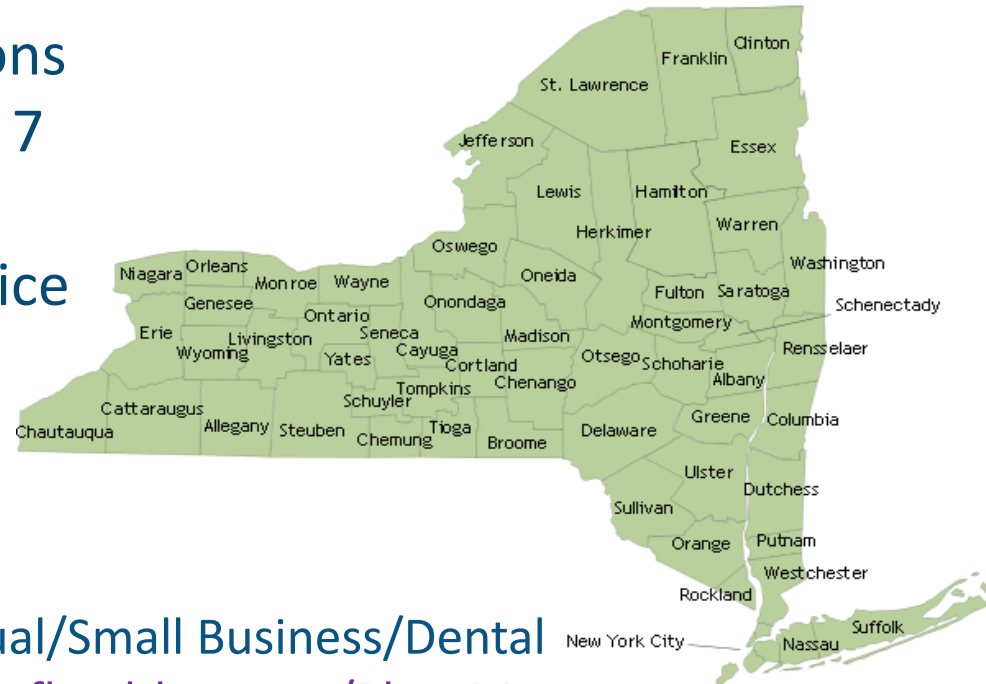 ons
7
ice
Clinton
Franklin
St. Lawrence
Jefferson
Essex
Lewis
Hamilton
Warren
Herkimer
Oswego
Washington
Niagara
Orleans
Monroe
Wayne
Oneida
Fulton
Saratoga
Genesee
Onondaga
Schenectady
Ontario
Montgomery
Erie
Livingston
Seneca
Madison
Rensselaer
Wyoming
Yates
Cayuga
Cortland
Otsego
Schoharie
Albany
Chenango
Tompkins
Schuyler
Cattaraugus
Greene
Columbia
Chautauqua
Allegany
Steuben
Chemung
Tioga
Broome
Delaware
Ulster
Dutchess
Sullivan
Orange
Putnam
Westchester
Rockland
Suffolk
New York City
Nassau
ual/Small Business/Dental